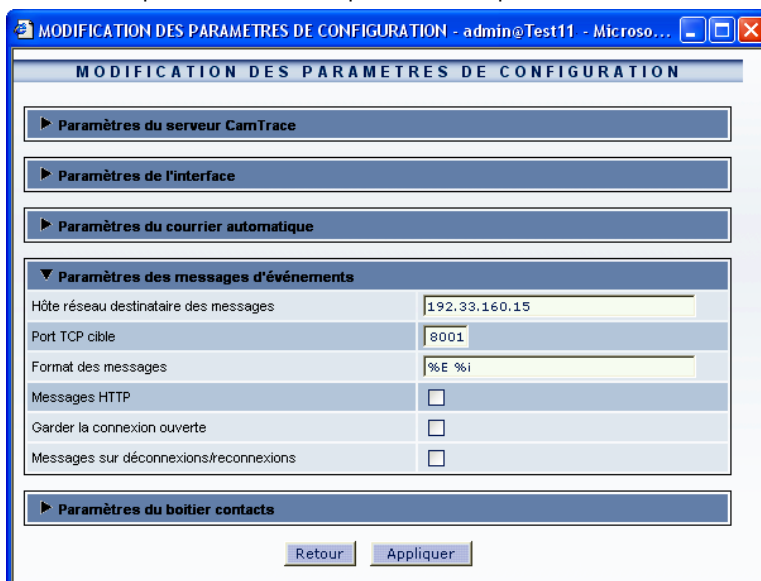 MODIFICATION DES PARAMETRES DE CONFIGURATION - admin@Test11 - Microso...
MODIFICATION DES PARAMETRES DE CONFIGURATION
Paramètres du serveur CamTrace
Paramètres de l'interface
Paramètres du courrier automatique
Paramètres des messages d'événements
Hôte réseau destinataire des messages 192.33.160.15
Port TCP cible 8001
Format des messages %E %i
Messages HTTP
Garder la connexion ouverte
Messages sur déconnexions/reconnexions
Paramètres du boitier contacts
Retour Appliquer